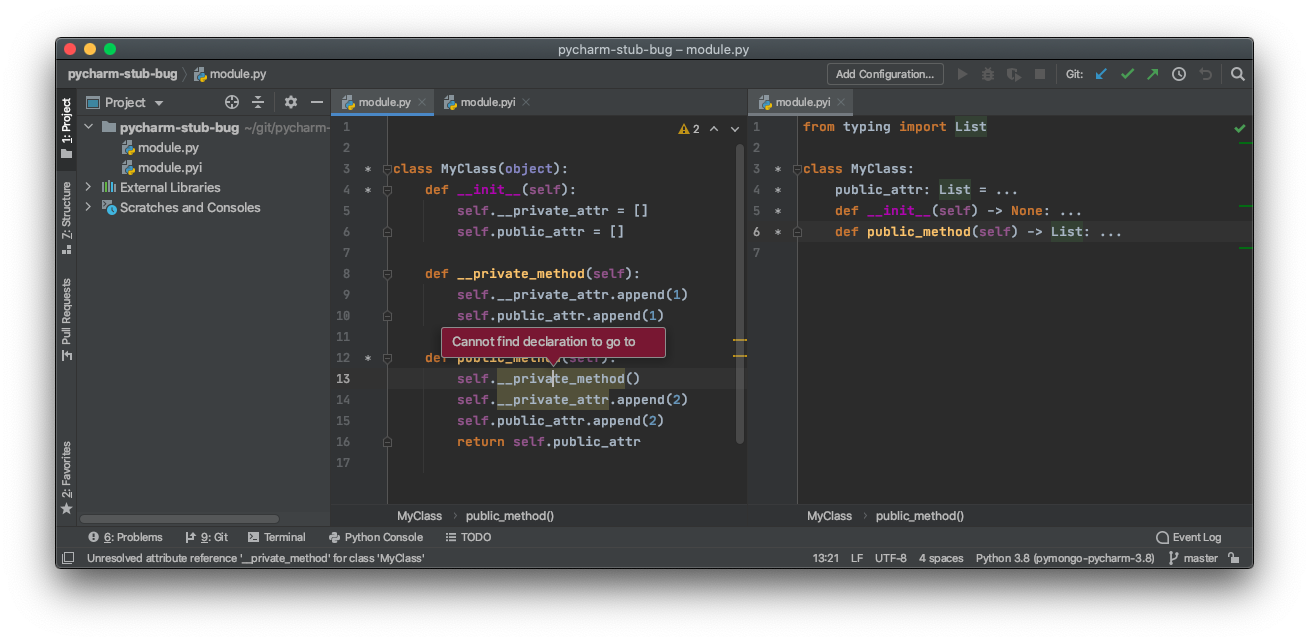 pycharm-stub-bug – module.py
pycharm-stub-bug module.py Add Configuration... Git:
1: Project
Z: Structure
Pull Requests
2: Favorites
Project
pycharm-stub-bug ~/git/pycharm-
module.py
module.pyi
External Libraries
Scratches and Consoles
module.py module.pyi
2
1
2
3 * class MyClass(object):
4 * def __init__(self):
5 self.__private_attr = []
6 self.public_attr = []
7
8 def __private_method(self):
9 self.__private_attr.append(1)
10 self.public_attr.append(1)
11
Cannot find declaration to go to
12 * def public_method(self):
13 self.__private_method()
14 self.__private_attr.append(2)
15 self.public_attr.append(2)
16 return self.public_attr
17
MyClass public_method()
module.pyi
1 from typing import List
2
3 * class MyClass:
4 * public_attr: List = ...
5 * def __init__(self) -> None: ...
6 * def public_method(self) -> List: ...
7
MyClass public_method()
6: Problems 9: Git Terminal Python Console TODO Event Log
Unresolved attribute reference '__private_method' for class 'MyClass' 13:21 LF UTF-8 4 spaces Python 3.8 (pymongo-pycharm-3.8) master